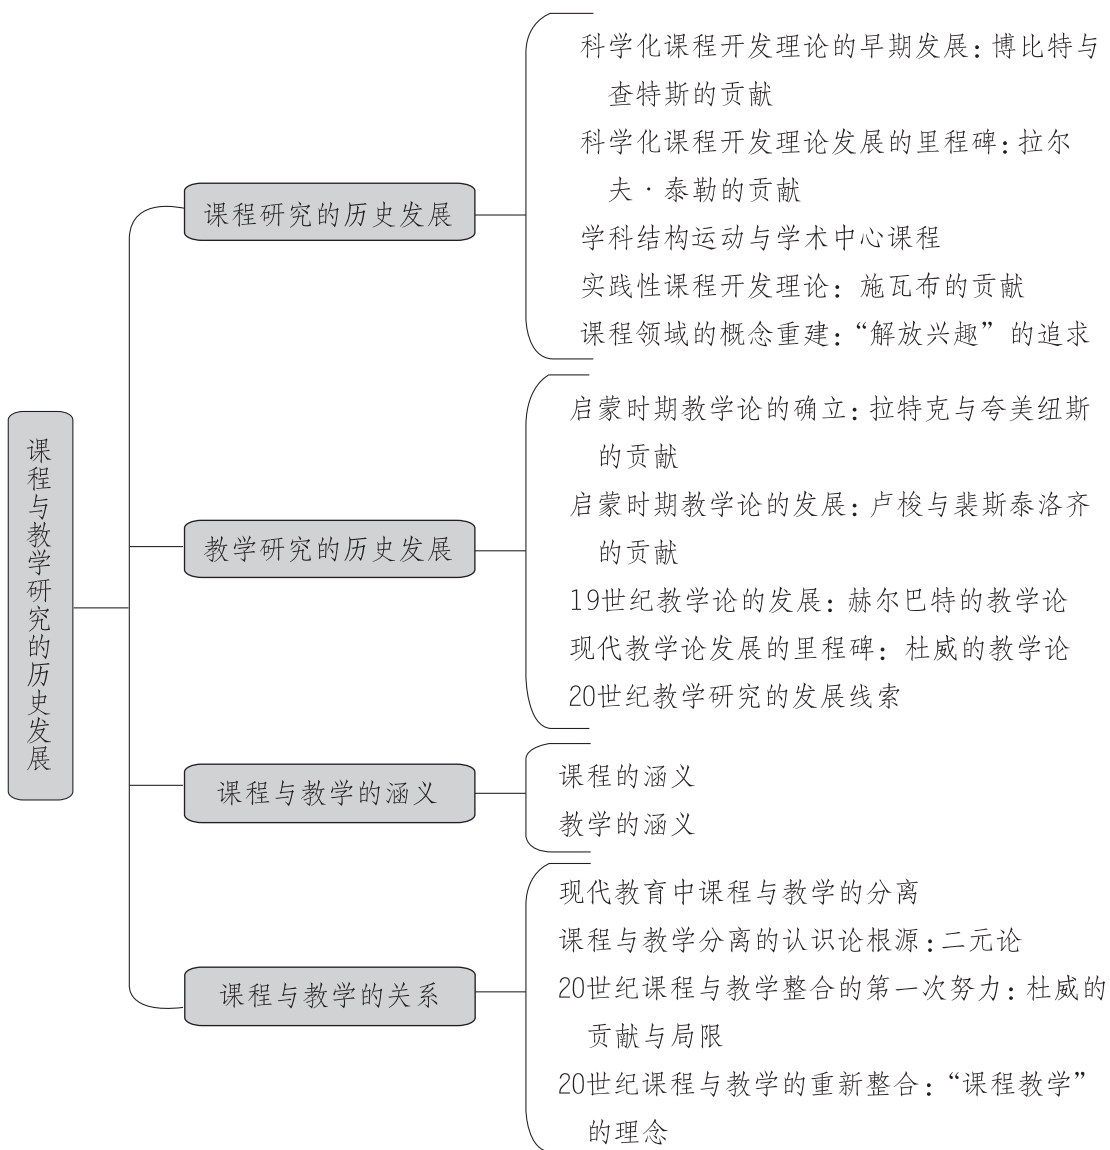 课程与教学研究的历史发展
课程研究的历史发展
科学化课程开发理论的早期发展：博比特与
查特斯的贡献
科学化课程开发理论发展的里程碑：拉尔
夫·泰勒的贡献
学科结构运动与学术中心课程
实践性课程开发理论：施瓦布的贡献
课程领域的概念重建：“解放兴趣”的追求
教学研究的历史发展
启蒙时期教学论的确立：拉特克与夸美纽斯
的贡献
启蒙时期教学论的发展：卢梭与裴斯泰洛齐
的贡献
19世纪教学论的发展：赫尔巴特的教学论
现代教学论发展的里程碑：杜威的教学论
20世纪教学研究的发展线索
课程与教学的涵义
课程的涵义
教学的涵义
课程与教学的关系
现代教育中课程与教学的分离
课程与教学分离的认识论根源：二元论
20世纪课程与教学整合的第一次努力：杜威的
贡献与局限
20世纪课程与教学的重新整合：“课程教学”
的理念